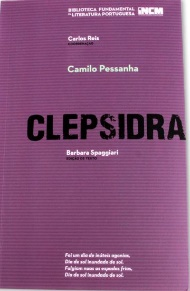 BIBLIOTECA FUNDAMENTAL
DA LITERATURA PORTUGUESA
iNCM
Carlos Reis
COORDENAÇÃO
Camilo Pessanha
CLEPSIDRA
Barbara Spaggiari
EDIÇÃO DE TEXTO
Foi um dia de inúteis agonias,
Dia de sol inundado de sol.
Fulgiam nuas as espadas frias,
Dia de sol inundado de sol.